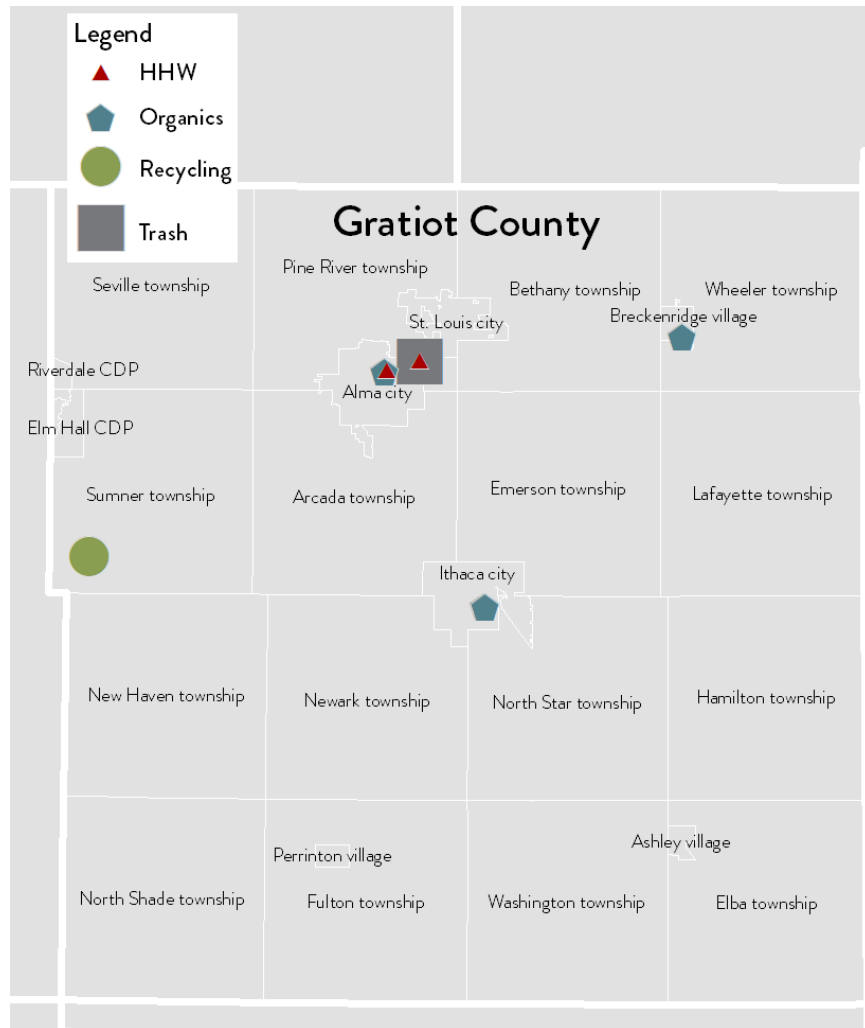 Legend
HHW
Organics
Recycling
Trash
Gratiot County
Pine River township
Seville township
Bethany township
Wheeler township
Breckenridge village
St. Louis city
Riverdale CDP
Alma city
Elm Hall CDP
Sumner township
Arcada township
Emerson township
Lafayette township
Ithaca city
New Haven township
Newark township
North Star township
Hamilton township
Perrinton village
Ashley village
North Shade township
Fulton township
Washington township
Elba township